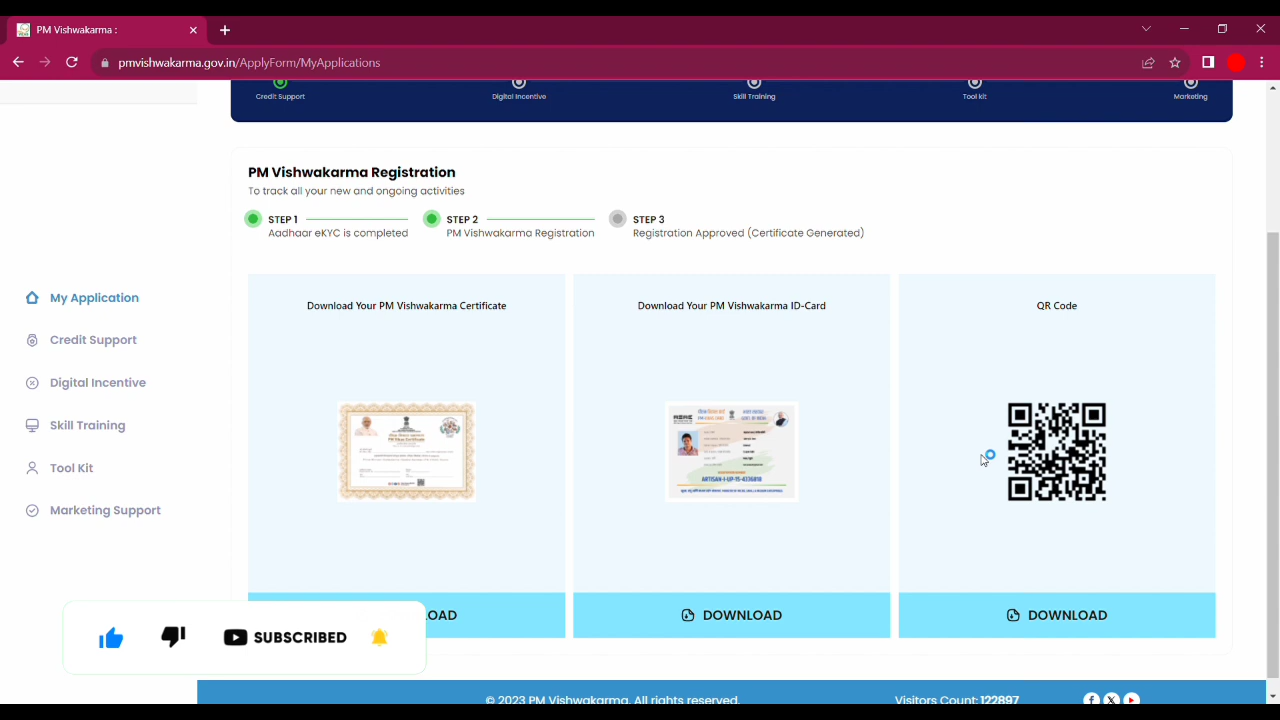 PM Vishwakarma :
pmvishwakarma.gov.in/ApplyForm/MyApplications
Credit Support
Digital Incentive
Skill Training
Tool kit
Marketing
PM Vishwakarma Registration
To track all your new and ongoing activities
STEP 1
Aadhaar eKYC is completed
STEP 2
PM Vishwakarma Registration
STEP 3
Registration Approved (Certificate Generated)
My Application
Credit Support
Digital Incentive
Skill Training
Tool Kit
Marketing Support
Download Your PM Vishwakarma Certificate
Download Your PM Vishwakarma ID-Card
QR Code
LOAD
DOWNLOAD
DOWNLOAD
SUBSCRIBED
© 2023 PM Vishwakarma. All rights reserved.
Visitors Count: 122897